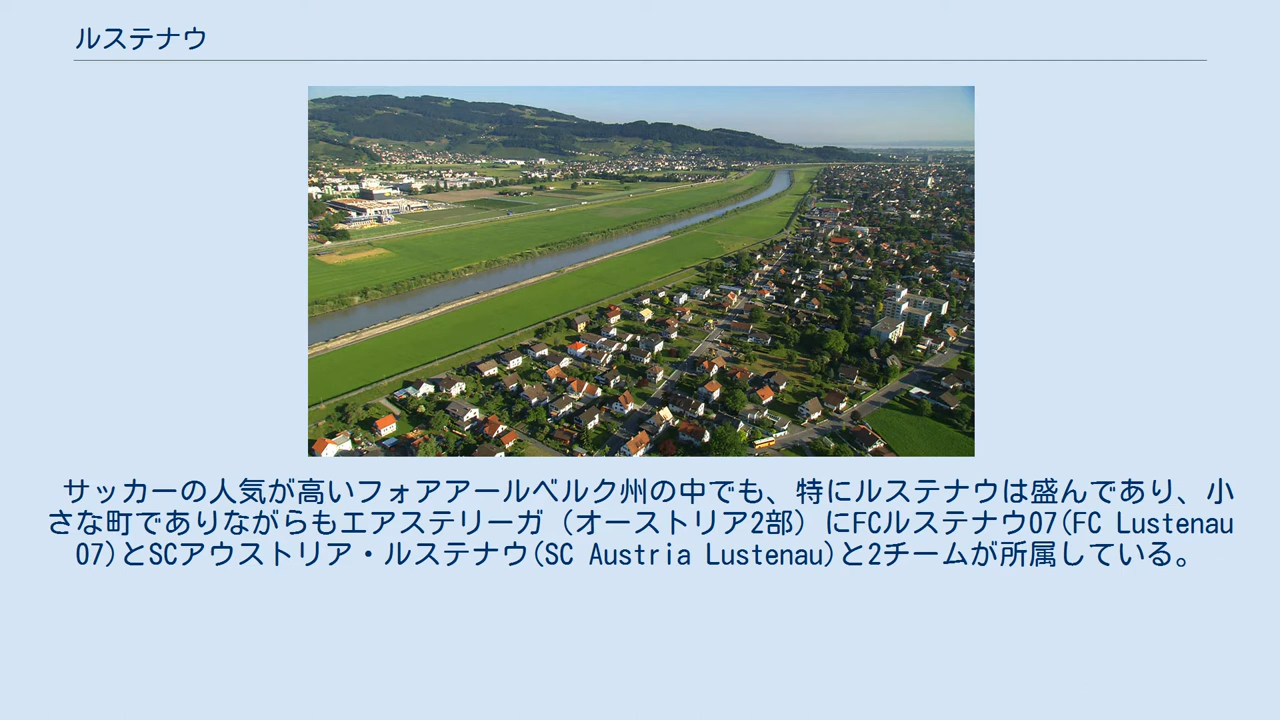 ルステナウ
サッカーの人気が高いフォアアールベルク州の中でも、特にルステナウは盛んであり、小
さな町でありながらもエアステリーガ（オーストリア2部）にFCルステナウ07(FC Lustenau
07)とSCアウストリア・ルステナウ(SC Austria Lustenau)と2チームが所属している。